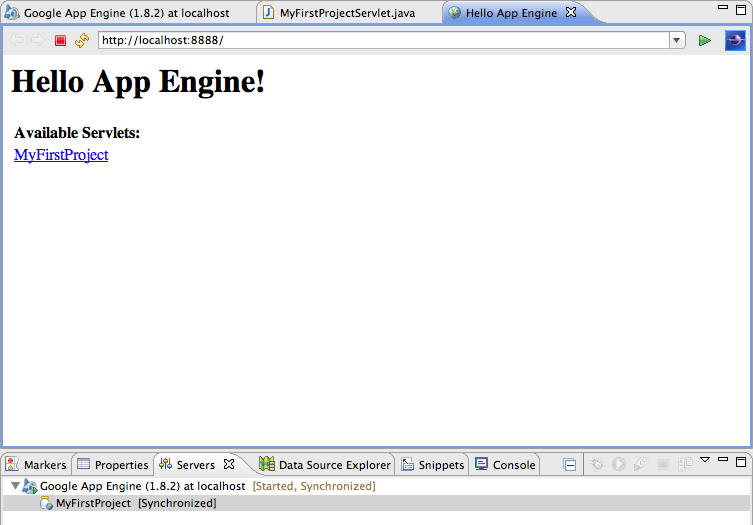 Google App Engine (1.8.2) at localhost
MyFirstProjectServlet.java
Hello App Engine
http://localhost:8888/
Hello App Engine!
Available Servlets:
MyFirstProject
Markers
Properties
Servers
Data Source Explorer
Snippets
Console
Google App Engine (1.8.2) at localhost [Started, Synchronized]
MyFirstProject [Synchronized]